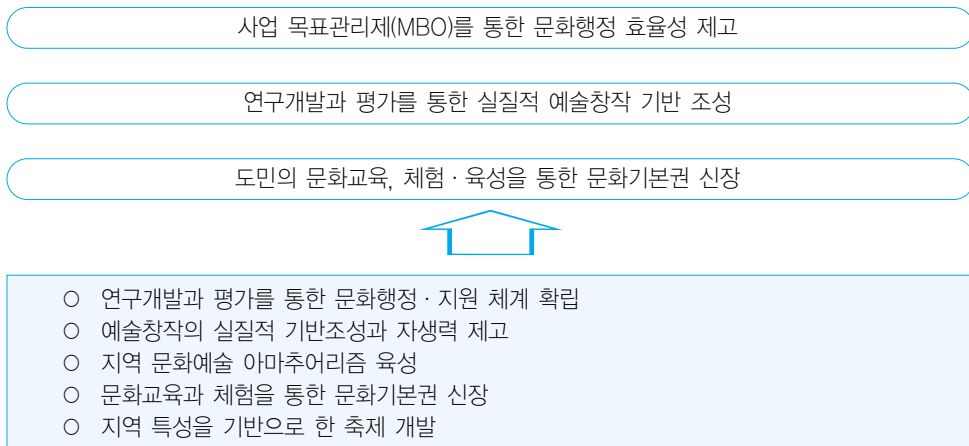 사업 목표관리제(MBO)를 통한 문화행정 효율성 제고
연구개발과 평가를 통한 실질적 예술창작 기반 조성
도민의 문화교육, 체험 · 육성을 통한 문화기본권 신장
○ 연구개발과 평가를 통한 문화행정 · 지원 체계 확립
○ 예술창작의 실질적 기반조성과 자생력 제고
○ 지역 문화예술 아마추어리즘 육성
○ 문화교육과 체험을 통한 문화기본권 신장
○ 지역 특성을 기반으로 한 축제 개발